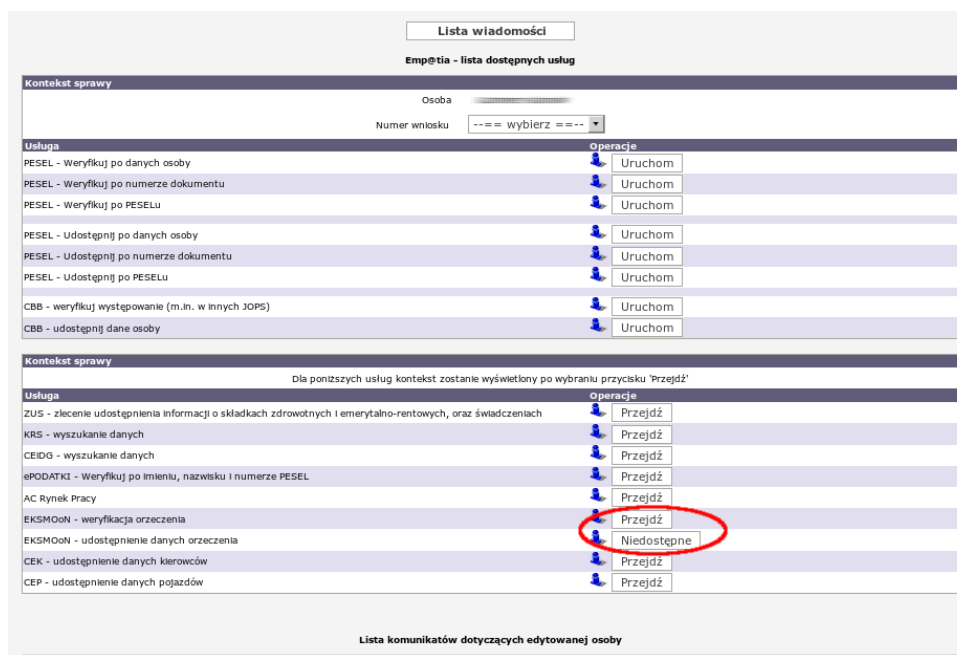 Lista wiadomości
Emp@tia - lista dostępnych usług
Kontekst sprawy
Osoba
Numer wniosku --== wybierz ==--
Usługa Operacje
PESEL - Weryfikuj po danych osoby Uruchom
PESEL - Weryfikuj po numerze dokumentu Uruchom
PESEL - Weryfikuj po PESELu Uruchom
PESEL - Udostępnij po danych osoby Uruchom
PESEL - Udostępnij po numerze dokumentu Uruchom
PESEL - Udostępnij po PESELu Uruchom
CBB - weryfikuj występowanie (m.in. w innych JOPS) Uruchom
CBB - udostępnij dane osoby Uruchom
Kontekst sprawy
Dla poniższych usług kontekst zostanie wyświetlony po wybraniu przycisku 'Przejdź'
Usługa Operacje
ZUS - zlecenie udostępnienia informacji o składkach zdrowotnych i emerytalno-rentowych, oraz świadczeniach Przejdź
KRS - wyszukanie danych Przejdź
CEIDG - wyszukanie danych Przejdź
ePODATKI - Weryfikuj po imieniu, nazwisku i numerze PESEL Przejdź
AC Rynek Pracy Przejdź
EKSMOoN - weryfikacja orzeczenia Przejdź
EKSMOoN - udostępnienie danych orzeczenia Niedostępne
CEK - udostępnienie danych kierowców Przejdź
CEP - udostępnienie danych pojazdów Przejdź
Lista komunikatów dotyczących edytowanej osoby